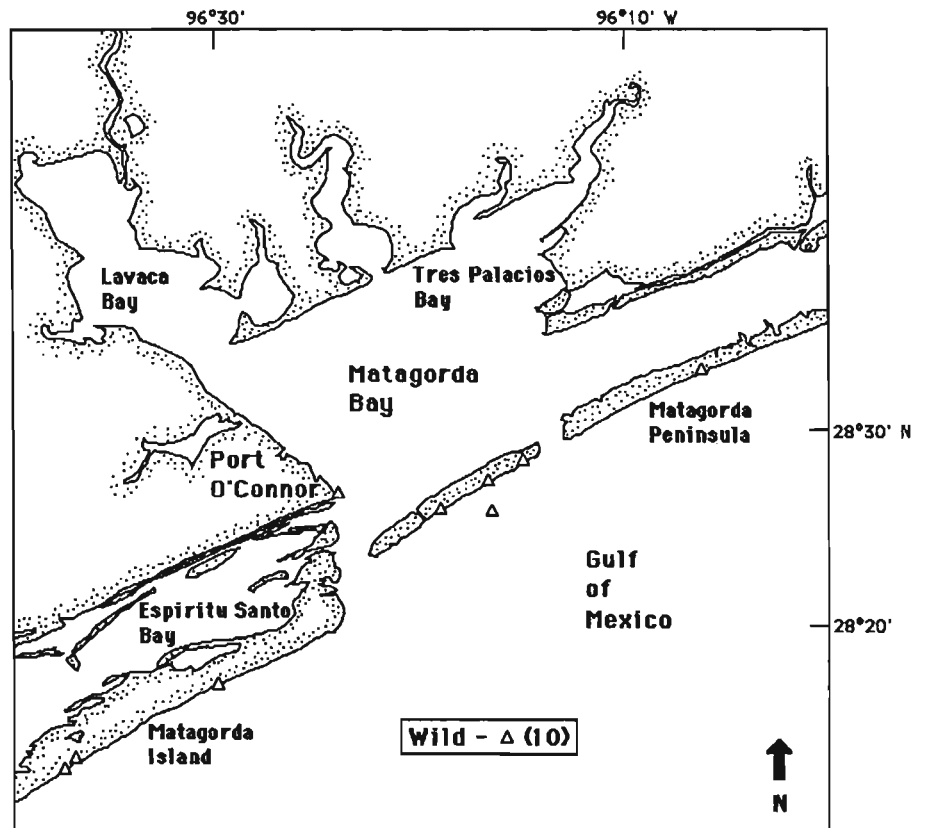 96°30'
96°10' W
Lavaca
Bay
Tres Palacios
Bay
Matagorda
Bay
Matagorda
Peninsula
28°30' N
Port
O'Connor
Gulf
of
Mexico
Espiritu Santo
Bay
28°20'
Matagorda
Island
Wild - △ (10)
N